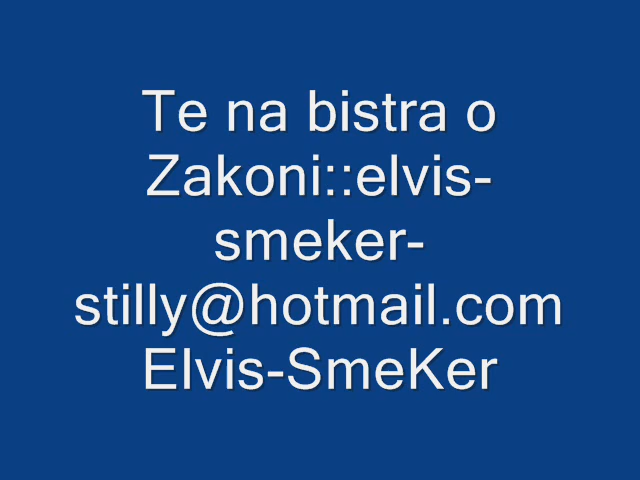 Te na bistra o
Zakoni::elvis-
smeker-
stilly@hotmail.com
Elvis-SmeKer